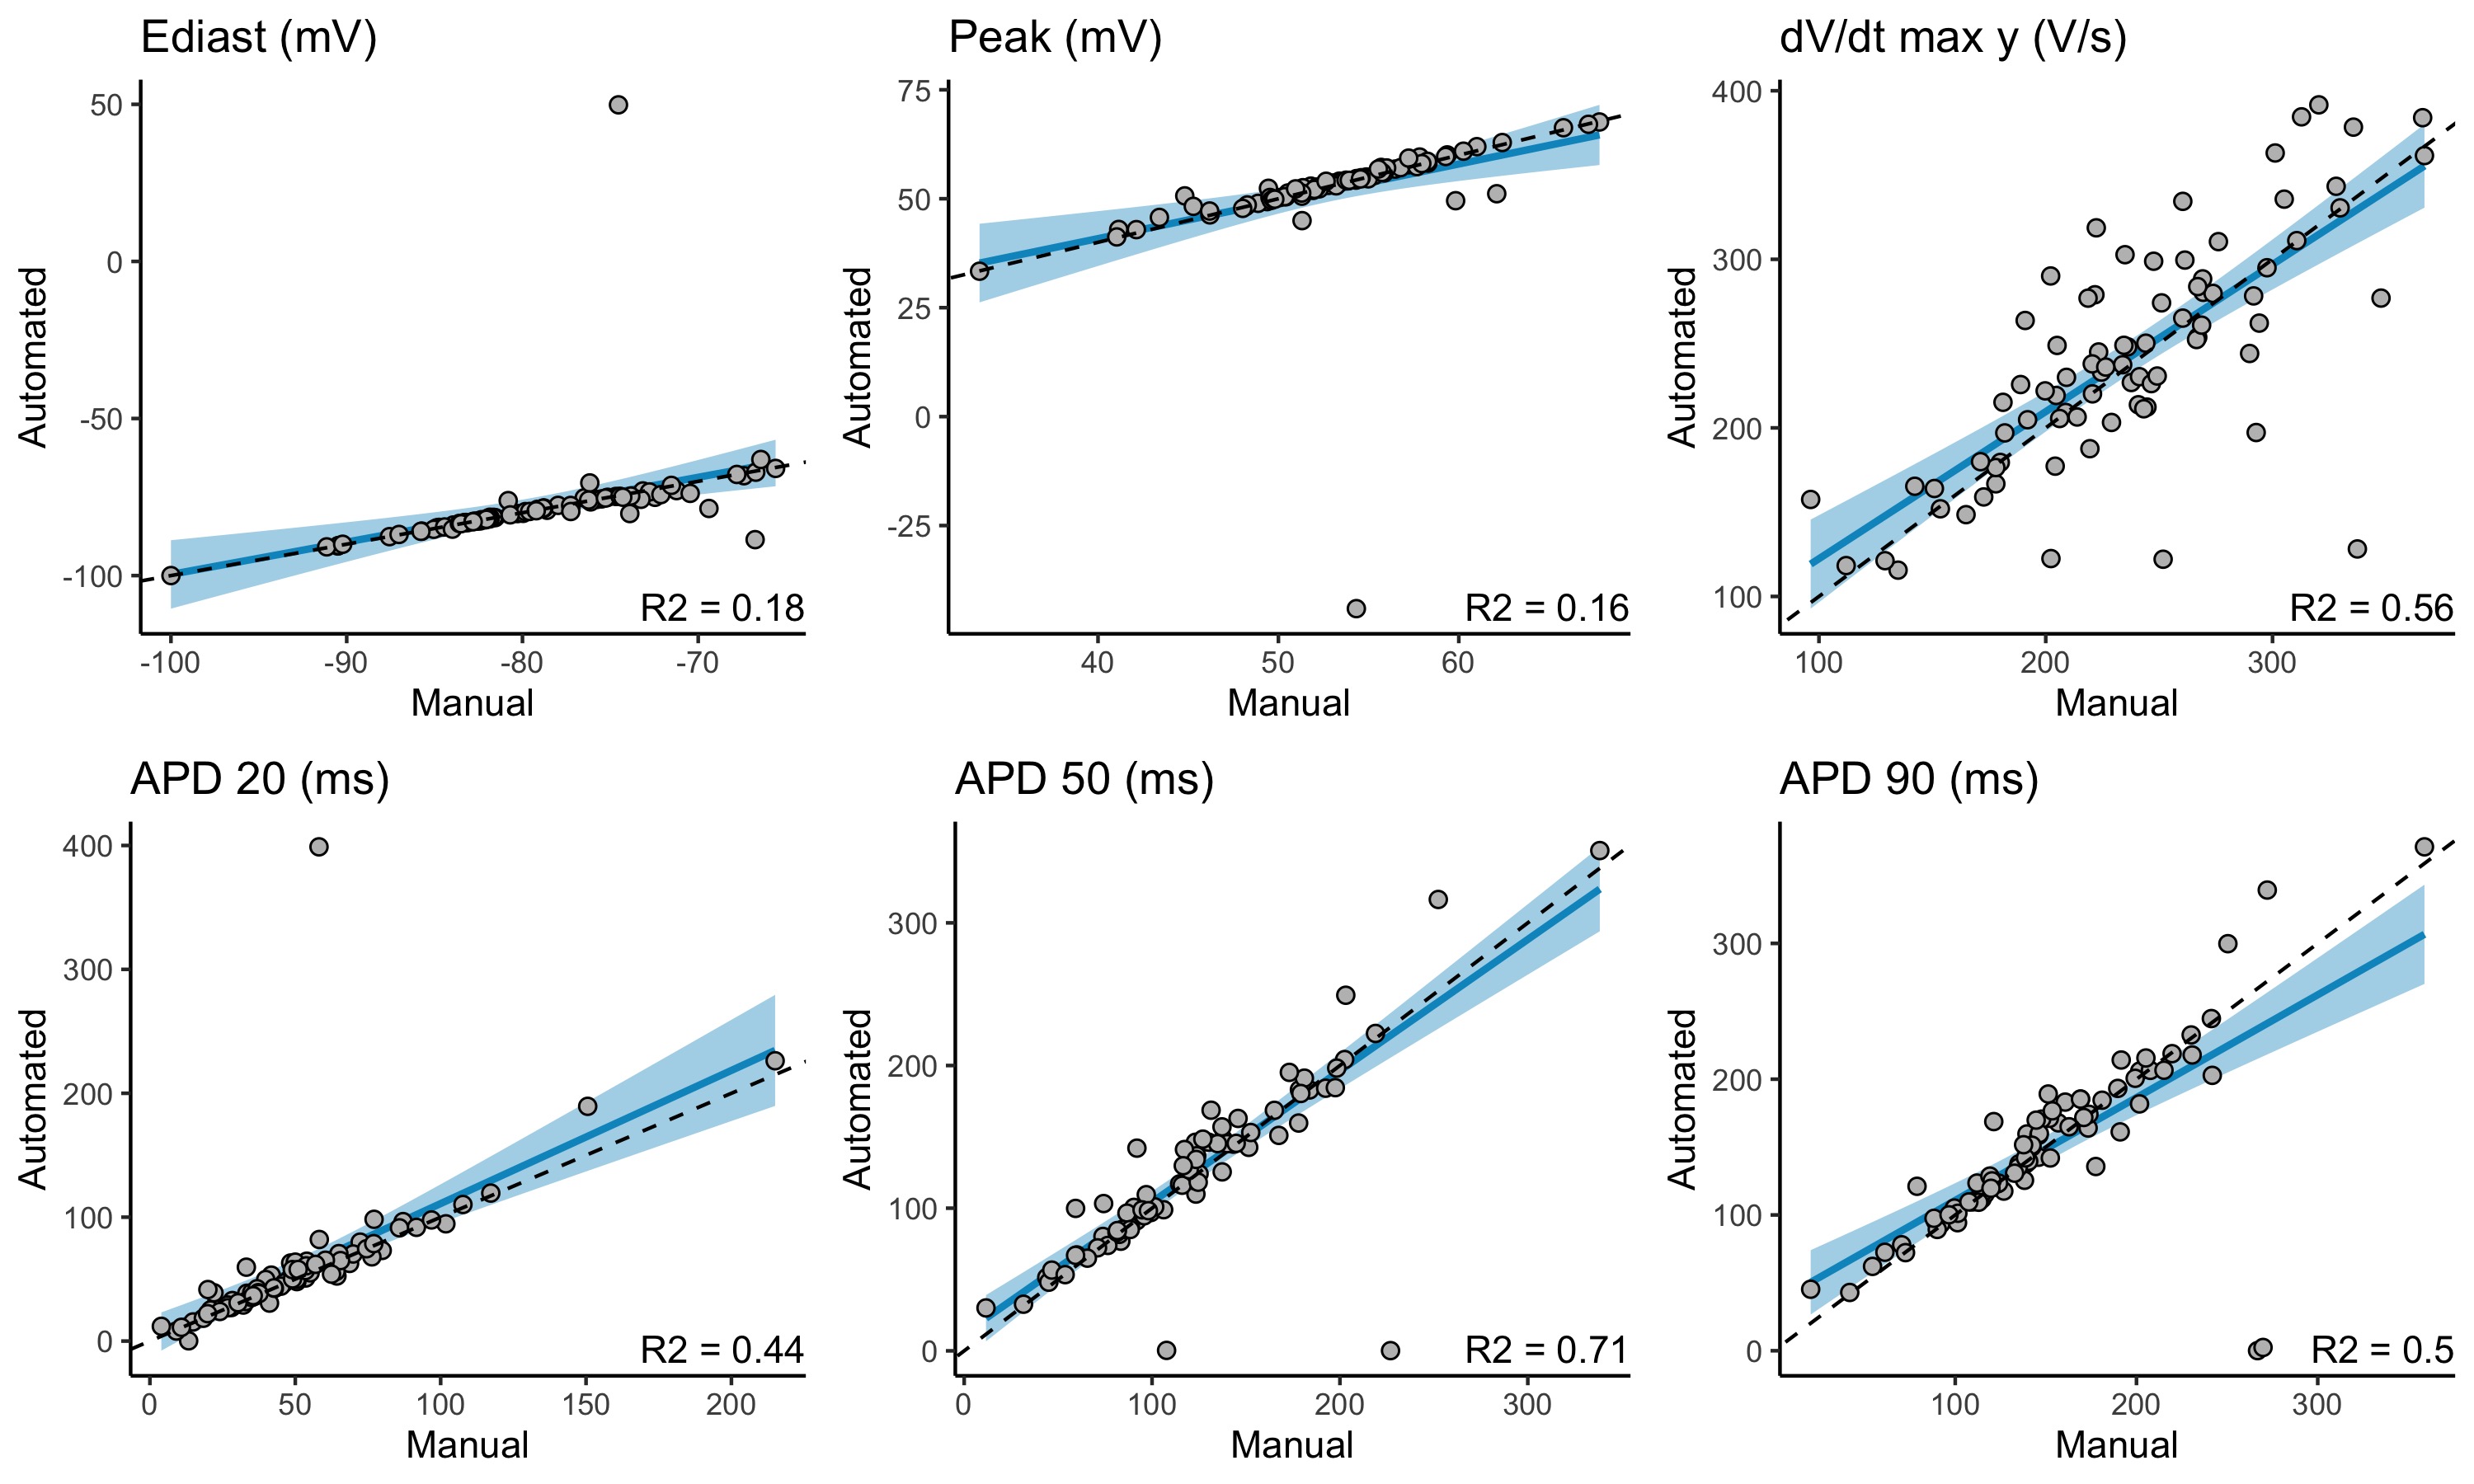 Ediast (mV)
50
0
-50
-100
Automated
-100 -90 -80 -70
Manual
R2 = 0.18
Peak (mV)
75
50
25
0
-25
Automated
40 50 60
Manual
R2 = 0.16
dV/dt max y (V/s)
400
300
200
100
Automated
100 200 300
Manual
R2 = 0.56
APD 20 (ms)
400
300
200
100
0
Automated
0 50 100 150 200
Manual
R2 = 0.44
APD 50 (ms)
300
200
100
0
Automated
0 100 200 300
Manual
R2 = 0.71
APD 90 (ms)
300
200
100
0
Automated
100 200 300
Manual
R2 = 0.5